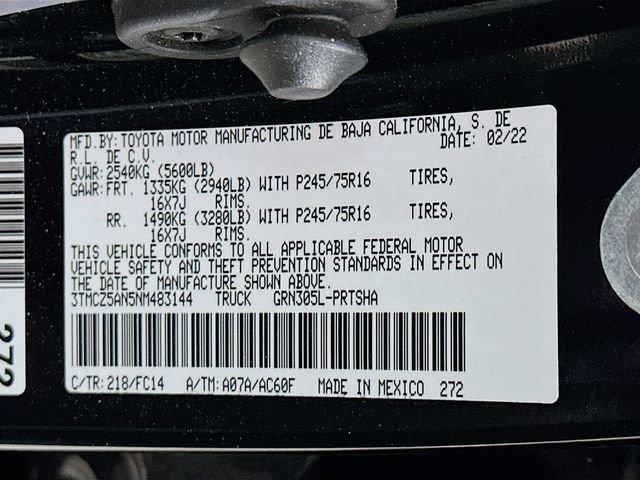 MFD.BY:TOYOTA MOTOR MANUFACTURING DE BAJA CALIFORNIA, S. DE
R.L. DE C.V. DATE: 02/22
GVWR:2540KG (5600LB)
GAWR:FRT. 1335KG (2940LB) WITH P245/75R16 TIRES,
16X7J RIMS.
RR. 1490KG (3280LB) WITH P245/75R16 TIRES,
16X7J RIMS.
THIS VEHICLE CONFORMS TO ALL APPLICABLE FEDERAL MOTOR
VEHICLE SAFETY AND THEFT PREVENTION STANDARDS IN EFFECT ON
THE DATE OF MANUFACTURE SHOWN ABOVE.
3TMCZ5AN5NM483144 TRUCK GRN305L-PRTSHA
C/TR:218/FC14 A/TM:A07A/AC60F MADE IN MEXICO 272
272